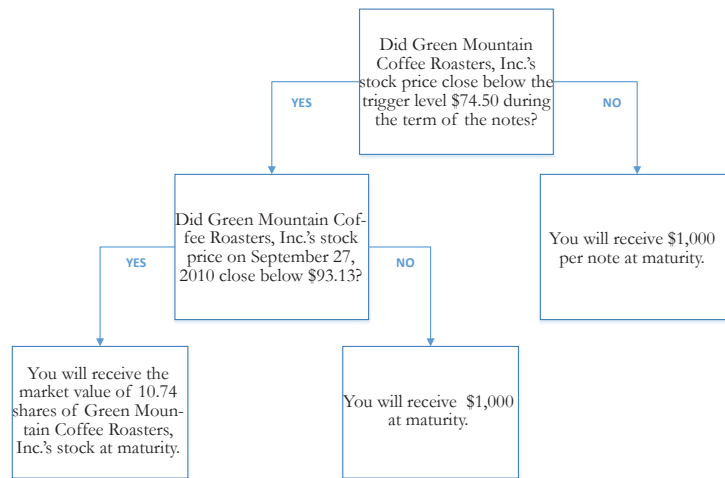 Did Green Mountain
Coffee Roasters, Inc.'s
stock price close below the
trigger level $74.50 during
the term of the notes?
YES
NO
Did Green Mountain Cof-
fee Roasters, Inc.'s stock
price on September 27,
2010 close below $93.13?
You will receive $1,000
per note at maturity.
YES
NO
You will receive the
market value of 10.74
shares of Green Moun-
tain Coffee Roasters,
Inc.'s stock at maturity.
You will receive $1,000
at maturity.